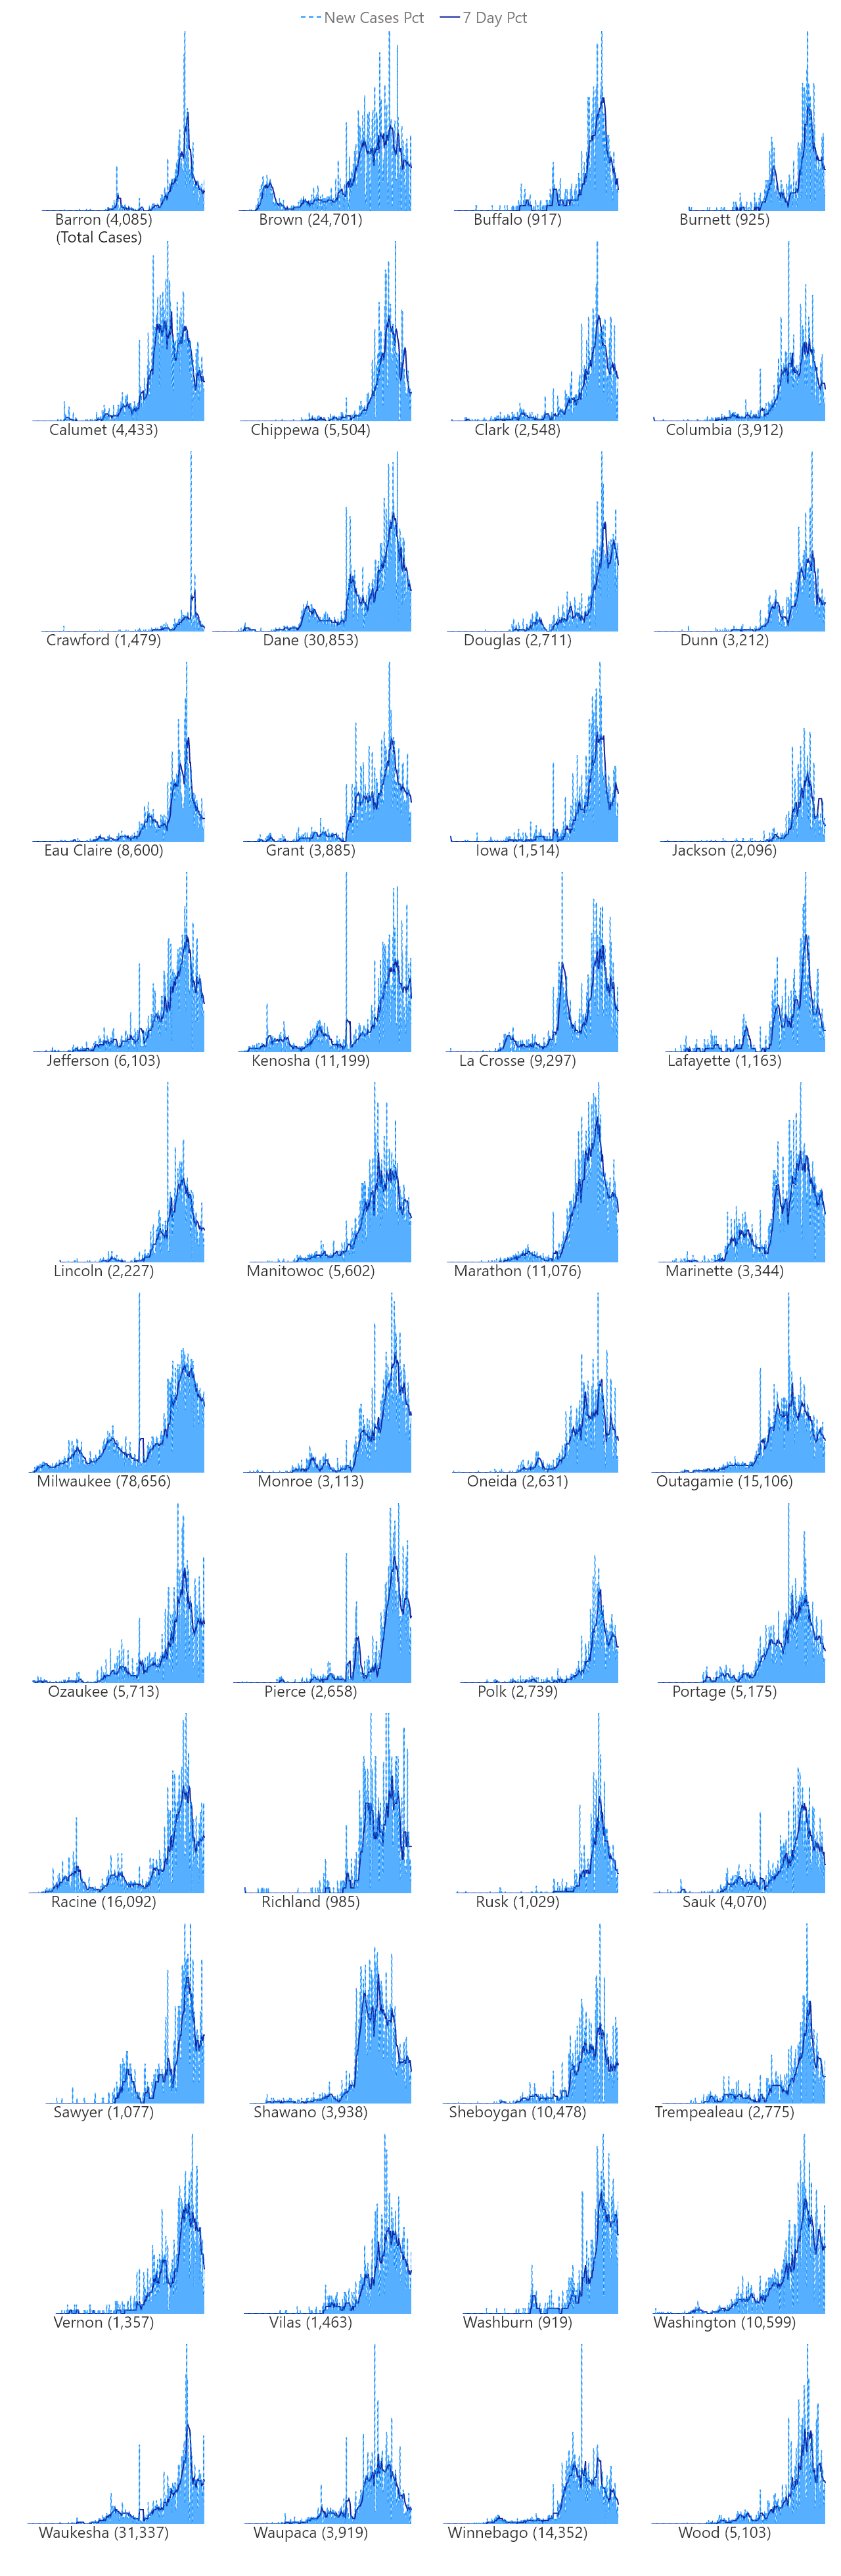 New Cases Pct 7 Day Pct
Barron (4,085) Brown (24,701) Buffalo (917) Burnett (925)
(Total Cases)
Calumet (4,433) Chippewa (5,504) Clark (2,548) Columbia (3,912)
Crawford (1,479) Dane (30,853) Douglas (2,711) Dunn (3,212)
Eau Claire (8,600) Grant (3,885) Iowa (1,514) Jackson (2,096)
Jefferson (6,103) Kenosha (11,199) La Crosse (9,297) Lafayette (1,163)
Lincoln (2,227) Manitowoc (5,602) Marathon (11,076) Marinette (3,344)
Milwaukee (78,656) Monroe (3,113) Oneida (2,631) Outagamie (15,106)
Ozaukee (5,713) Pierce (2,658) Polk (2,739) Portage (5,175)
Racine (16,092) Richland (985) Rusk (1,029) Sauk (4,070)
Sawyer (1,077) Shawano (3,938) Sheboygan (10,478) Trempealeau (2,775)
Vernon (1,357) Vilas (1,463) Washburn (919) Washington (10,599)
Waukesha (31,337) Waupaca (3,919) Winnebago (14,352) Wood (5,103)